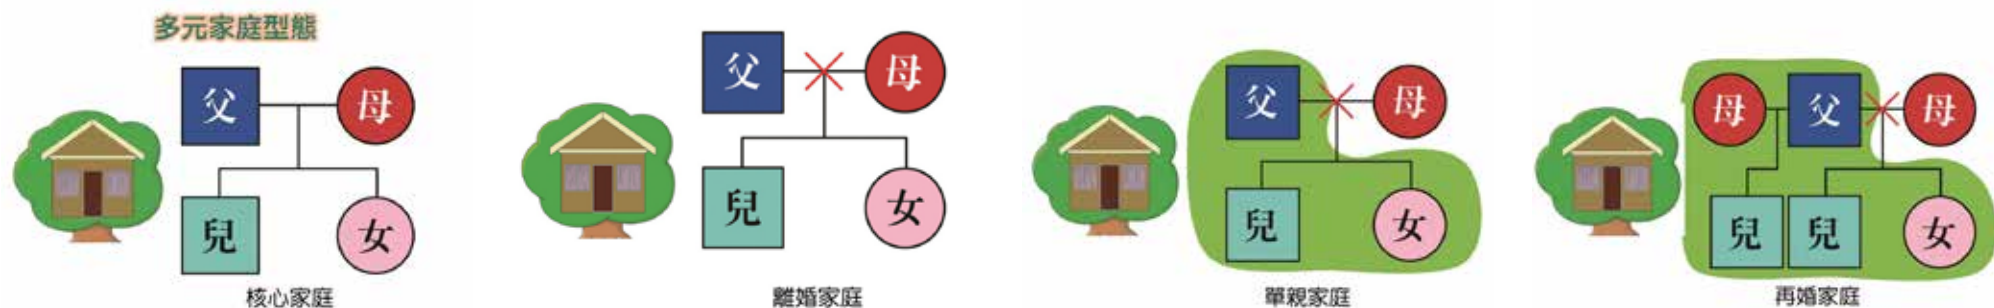 多元家庭型態
父 母
兒 女
核心家庭
父 母
兒 女
離婚家庭
父 母
兒 女
單親家庭
母 父 母
兒 兒 女
再婚家庭